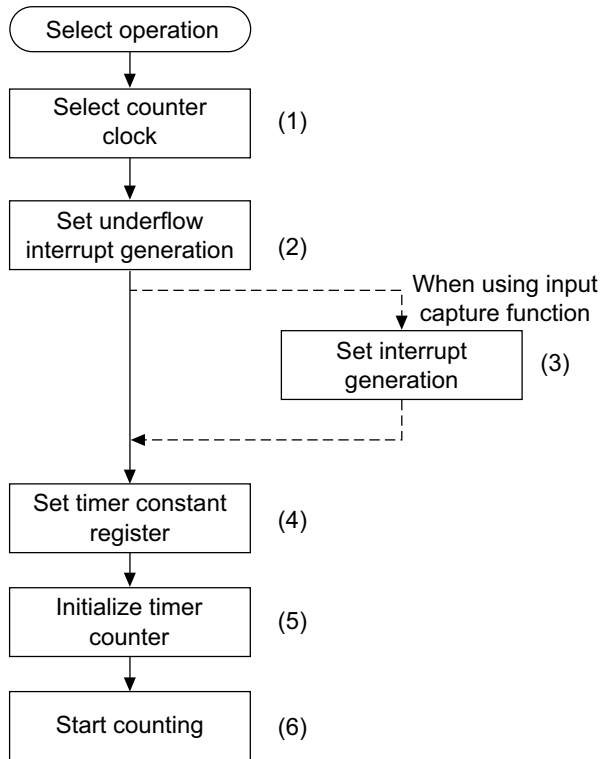 Select operation
Select counter
clock
(1)
Set underflow
interrupt generation
(2)
When using input
capture function
Set interrupt
generation
(3)
Set timer constant
register
(4)
Initialize timer
counter
(5)
Start counting
(6)